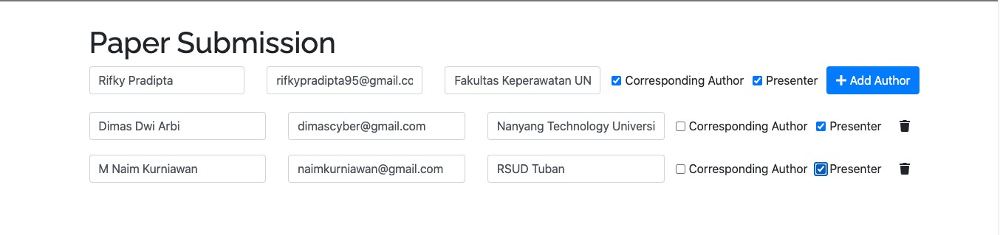 Paper Submission
Rifky Pradipta rifkypradipta95@gmail.cc Fakultas Keperawatan UN Corresponding Author Presenter + Add Author
Dimas Dwi Arbi dimascyber@gmail.com Nanyang Technology Universi Corresponding Author Presenter
M Naim Kurniawan naimkurniawan@gmail.com RSUD Tuban Corresponding Author Presenter